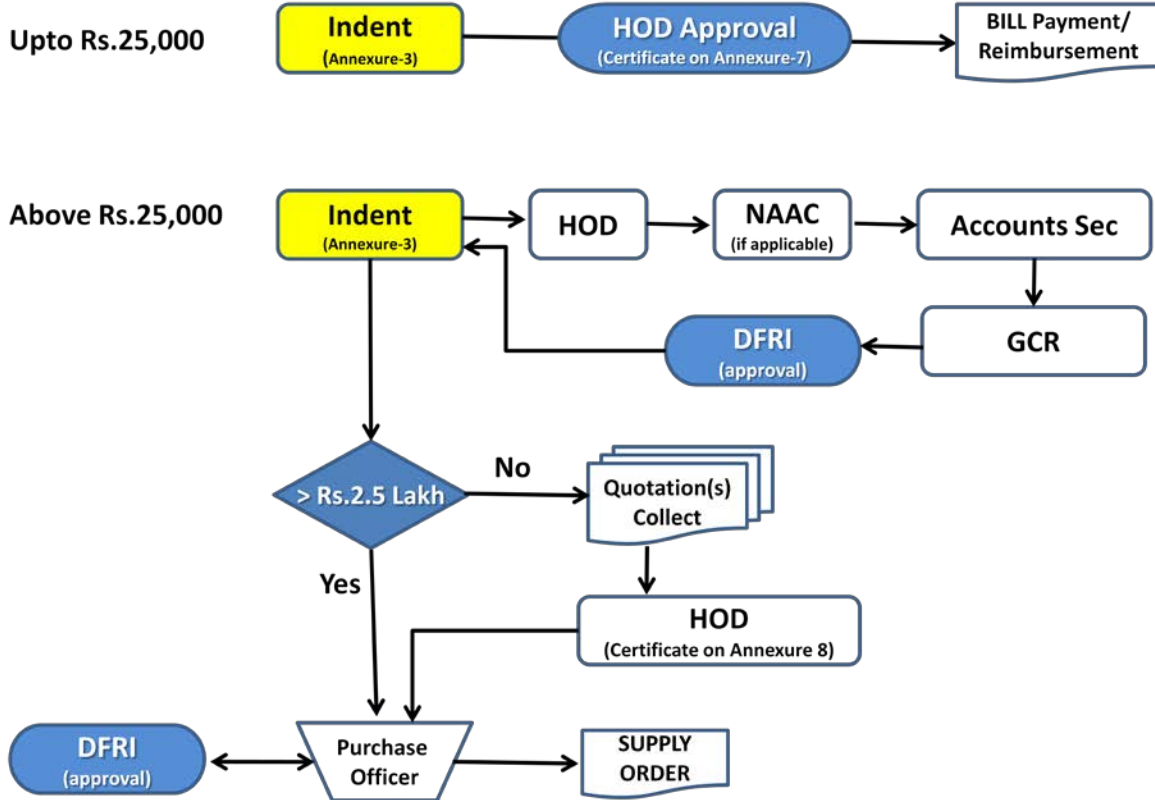 Upto Rs.25,000
Indent
(Annexure-3)
HOD Approval
(Certificate on Annexure-7)
BILL Payment/
Reimbursement
Above Rs.25,000
Indent
(Annexure-3)
HOD
NAAC
(if applicable)
Accounts Sec
DFRI
(approval)
GCR
> Rs.2.5 Lakh
No
Quotation(s)
Collect
Yes
HOD
(Certificate on Annexure 8)
DFRI
(approval)
Purchase
Officer
SUPPLY
ORDER